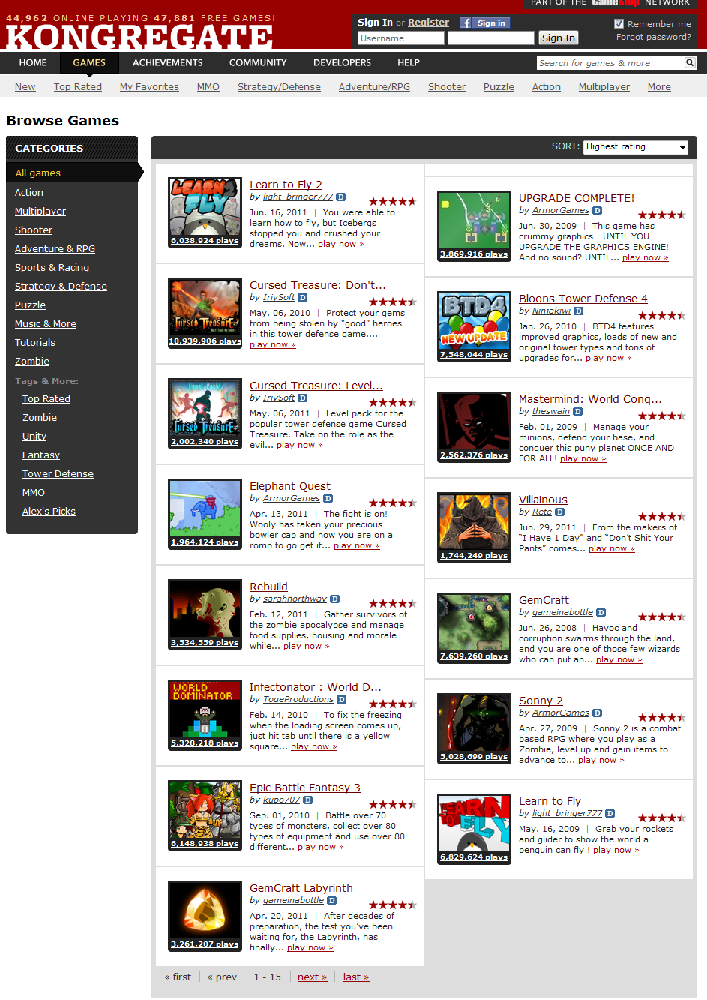 PART OF THE GameStop NETWORK
44,962 ONLINE PLAYING 47,881 FREE GAMES!
KONGREGATE
Sign In or Register
Sign in
Remember me
Username
Sign In
Forgot password?
HOME GAMES ACHIEVEMENTS COMMUNITY DEVELOPERS HELP
Search for games & more
New Top Rated My Favorites MMO Strategy/Defense Adventure/RPG Shooter Puzzle Action Multiplayer More
Browse Games
CATEGORIES
All games
Action
Multiplayer
Shooter
Adventure & RPG
Sports & Racing
Strategy & Defense
Puzzle
Music & More
Tutorials
Zombie
Tags & More:
Top Rated
Zombie
Unity
Fantasy
Tower Defense
MMO
Alex's Picks
SORT: Highest rating
LEARN 2
FLY
6,038,924 plays
Learn to Fly 2
by light_bringer777 D
Jun. 16, 2011 | You were able to
learn how to fly, but Icebergs
stopped you and crushed your
dreams. Now... play now »
Cursed Treasure
10,939,906 plays
Cursed Treasure: Don't...
by IriySoft D
May. 06, 2010 | Protect your gems
from being stolen by “good” heroes
in this tower defense game....
play now »
Level Pack!
Cursed Treasure
2,002,340 plays
Cursed Treasure: Level...
by IriySoft D
May. 06, 2011 | Level pack for the
popular tower defense game Cursed
Treasure. Take on the role as the
evil... play now »
1,964,124 plays
Elephant Quest
by ArmorGames D
Apr. 13, 2011 | The fight is on!
Wooly has taken your precious
bowler cap and now you are on a
romp to go get it... play now »
3,534,559 plays
Rebuild
by sarahnorthway D
Feb. 12, 2011 | Gather survivors of
the zombie apocalypse and manage
food supplies, housing and morale
while... play now »
WORLD
DOMINATOR
5,328,218 plays
Infectonator : World D...
by TogeProductions D
Feb. 14, 2010 | To fix the freezing
when the loading screen comes up,
just hit tab until there is a yellow
square... play now »
6,148,938 plays
Epic Battle Fantasy 3
by kupo707 D
Sep. 01, 2010 | Battle over 70
types of monsters, collect over 80
types of equipment and use over 80
different... play now »
3,261,207 plays
GemCraft Labyrinth
by gameinabottle D
Apr. 20, 2011 | After decades of
preparation, the test you’ve been
waiting for, the Labyrinth, has
finally... play now »
3,869,916 plays
UPGRADE COMPLETE!
by ArmorGames D
Jun. 30, 2009 | This game has
crummy graphics... UNTIL YOU
UPGRADE THE GRAPHICS ENGINE!
And no sound? UNTIL... play now »
BTD4
NEW UPDATE
7,548,044 plays
Bloons Tower Defense 4
by Ninjakiwi D
Jan. 26, 2010 | BTD4 features
improved graphics, loads of new and
original tower types and tons of
upgrades for... play now »
2,562,376 plays
Mastermind: World Conq...
by theswain D
Feb. 01, 2009 | Manage your
minions, defend your base, and
conquer this puny planet ONCE AND
FOR ALL! play now »
1,744,249 plays
Villainous
by Rete D
Jun. 29, 2011 | From the makers of
“I Have 1 Day” and “Don’t Shit Your
Pants” comes... play now »
7,639,260 plays
GemCraft
by gameinabottle D
Jun. 26, 2008 | Havoc and
corruption swarms through the land,
and you are one of those few wizards
who can put an... play now »
5,028,699 plays
Sonny 2
by ArmorGames D
Apr. 27, 2009 | Sonny 2 is a combat
based RPG where you play as a
Zombie, level up and gain items to
advance to... play now »
LEARN
TO FLY
6,829,624 plays
Learn to Fly
by light_bringer777 D
May. 16, 2009 | Grab your rockets
and glider to show the world a
penguin can fly ! play now »
« first | « prev | 1 - 15 | next » | last »